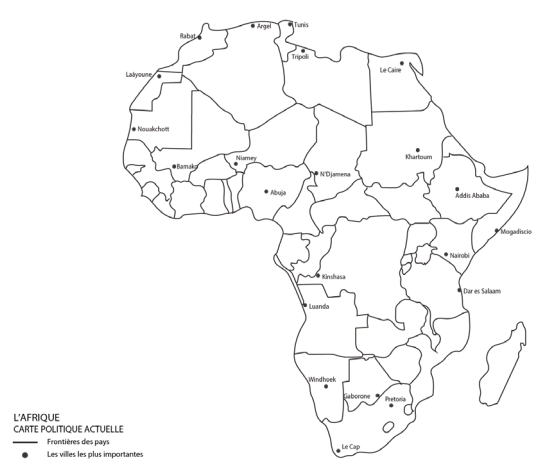 Tunis
Argel
Rabat
Tripoli
Le Caire
Laâyoune
Nouakchott
Khartoum
Niamey
Bamako
N'Djamena
Abuja
Addis Ababa
Mogadiscio
Nairobi
Kinshasa
Dar es Salaam
Luanda
Windhoek
Gaborone
Pretoria
Le Cap
L'AFRIQUE
CARTE POLITIQUE ACTUELLE
Frontières des pays
Les villes les plus importantes